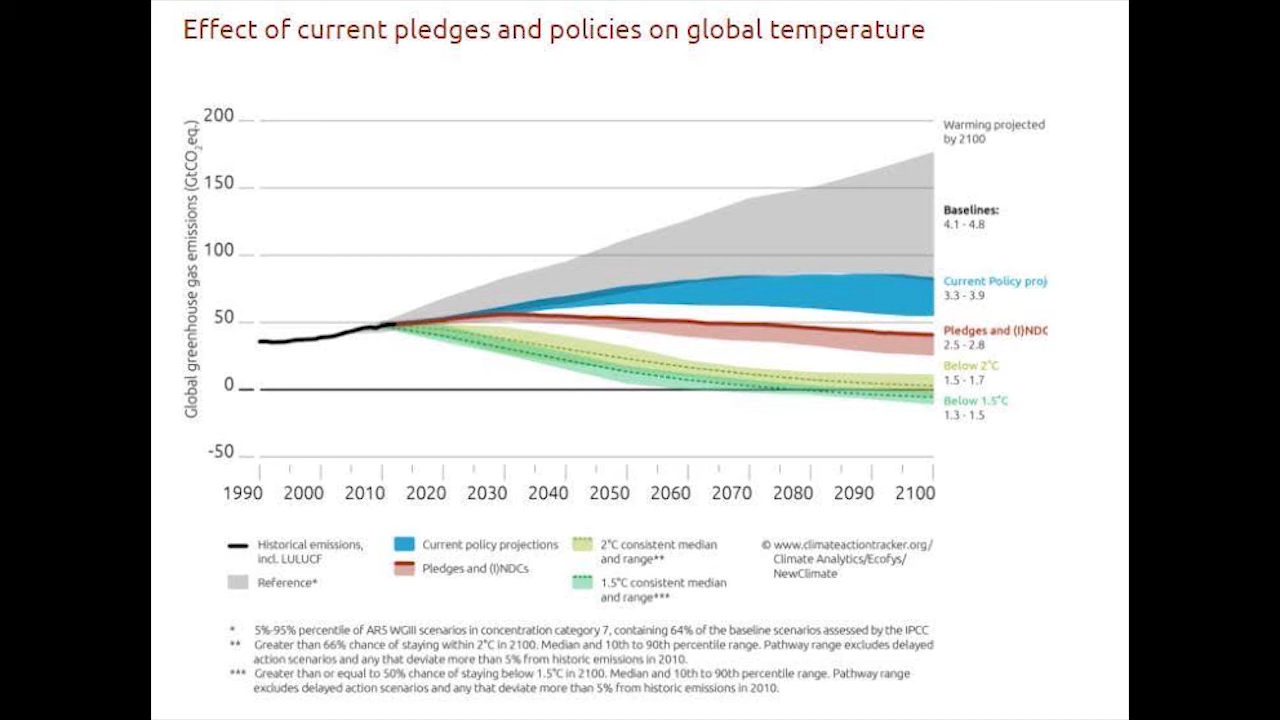 Effect of current pledges and policies on global temperature
Global greenhouse gas emissions (GtCO₂eq.)
200
150
100
50
0
-50
1990 2000 2010 2020 2030 2040 2050 2060 2070 2080 2090 2100
Warming projected
by 2100
Baselines:
4.1 - 4.8
Current Policy proj
3.3 - 3.9
Pledges and (I)NDC
2.5 - 2.8
Below 2°C
1.5 - 1.7
Below 1.5°C
1.3 - 1.5
Historical emissions,
incl. LULUCF
Reference*
Current policy projections
Pledges and (I)NDCs
2°C consistent median
and range**
1.5°C consistent median
and range***
© www.climateactiontracker.org/
Climate Analytics/Ecofys/
NewClimate
* 5%-95% percentile of AR5 WGIII scenarios in concentration category 7, containing 64% of the baseline scenarios assessed by the IPCC
** Greater than 66% chance of staying within 2°C in 2100. Median and 10th to 90th percentile range. Pathway range excludes delayed
action scenarios and any that deviate more than 5% from historic emissions in 2010.
*** Greater than or equal to 50% chance of staying below 1.5°C in 2100. Median and 10th to 90th percentile range. Pathway range
excludes delayed action scenarios and any that deviate more than 5% from historic emissions in 2010.